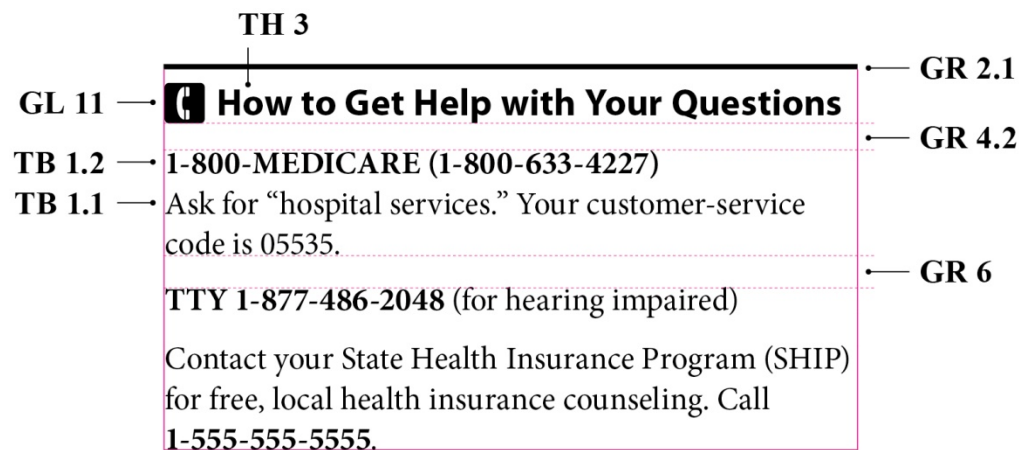 TH 3
GR 2.1
GL 11
How to Get Help with Your Questions
GR 4.2
TB 1.2
1-800-MEDICARE (1-800-633-4227)
TB 1.1
Ask for “hospital services.” Your customer-service
code is 05535.
GR 6
TTY 1-877-486-2048 (for hearing impaired)
Contact your State Health Insurance Program (SHIP)
for free, local health insurance counseling. Call
1-555-555-5555.